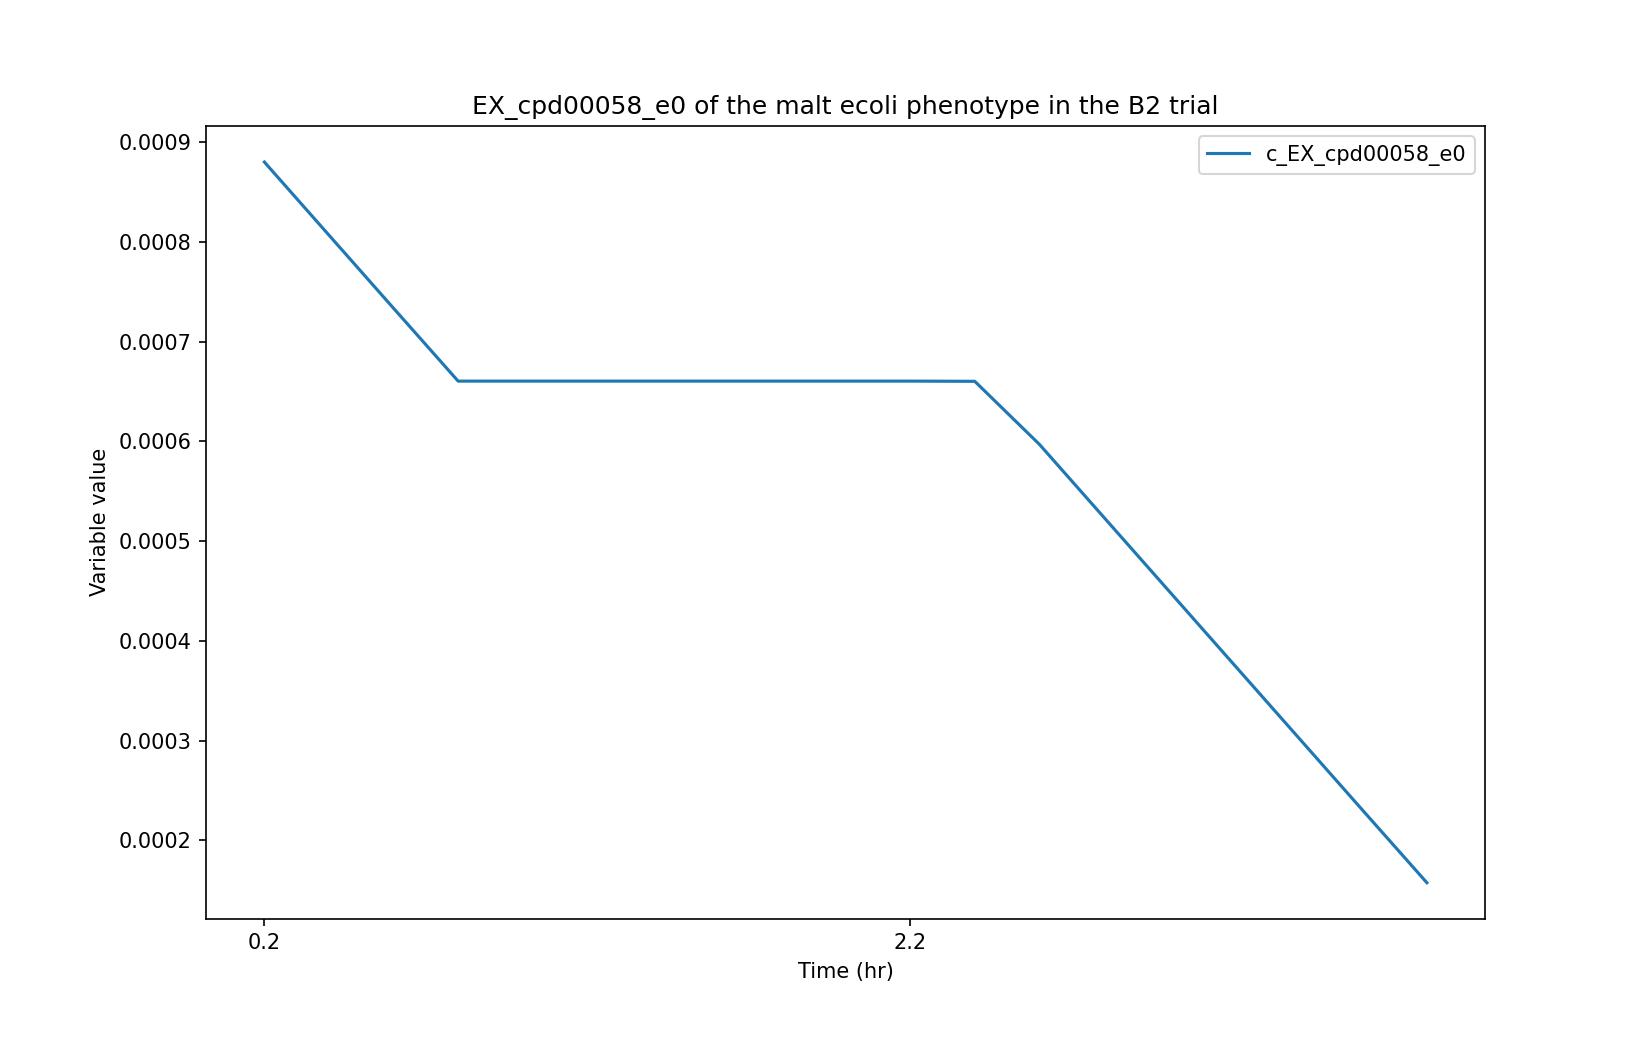 EX_cpd00058_e0 of the malt ecoli phenotype in the B2 trial
c_EX_cpd00058_e0
0.0009
0.0008
0.0007
0.0006
0.0005
0.0004
0.0003
0.0002
Variable value
0.2
2.2
Time (hr)